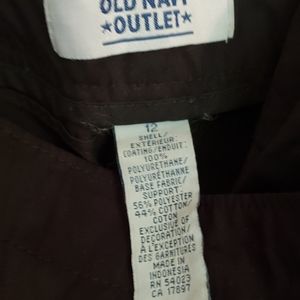 OLD NAVY
★OUTLET★
12
SHELL/
EXTÉRIEUR
COATING/ENDUIT:
100%
POLYURETHANE/
POLYURÉTHANNE
BASE FABRIC/
SUPPORT:
56% POLYESTER
44% COTTON/
COTON
EXCLUSIVE OF
DECORATION/
À L'EXCEPTION
DES GARNITURES
MADE IN
INDONESIA
RN 54023
CA 17897